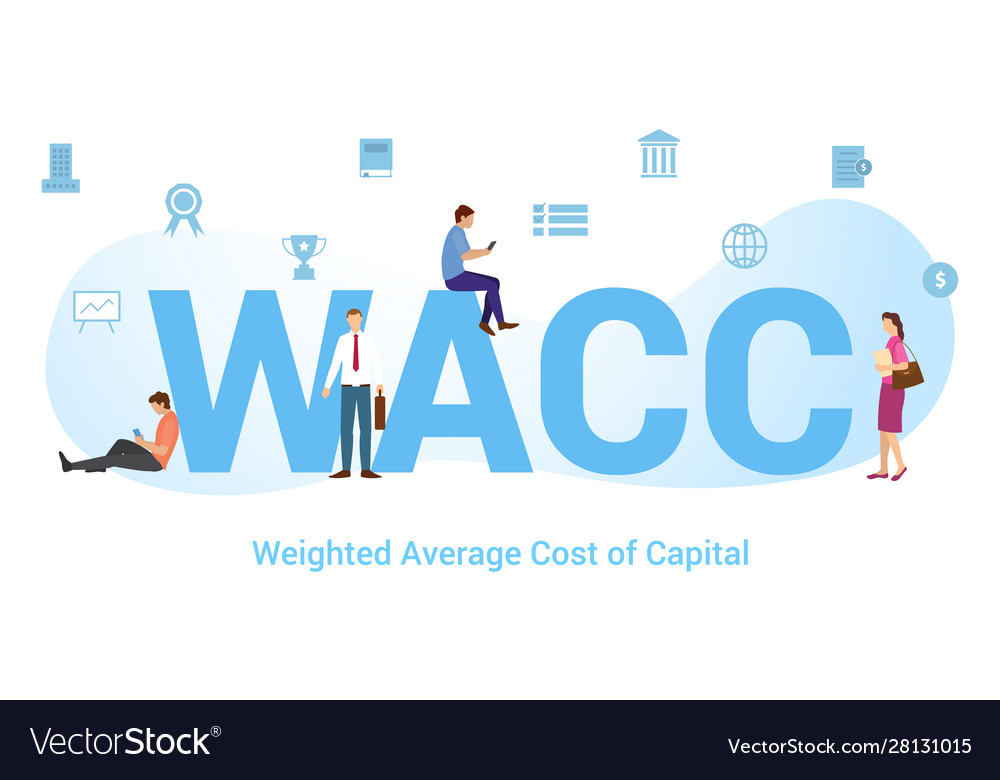 $
$
WACC
Weighted Average Cost of Capital
VectorStock®
VectorStock.com/28131015